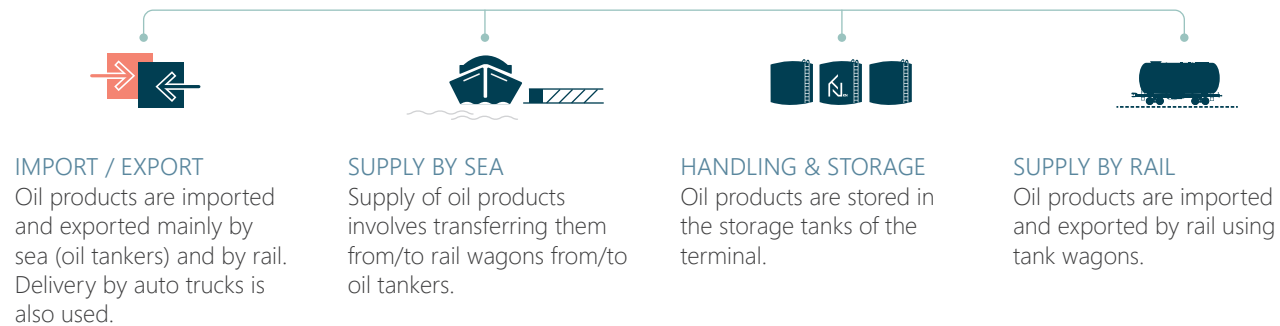 IMPORT / EXPORT
Oil products are imported
and exported mainly by
sea (oil tankers) and by rail.
Delivery by auto trucks is
also used.
SUPPLY BY SEA
Supply of oil products
involves transferring them
from/to rail wagons from/to
oil tankers.
HANDLING & STORAGE
Oil products are stored in
the storage tanks of the
terminal.
SUPPLY BY RAIL
Oil products are imported
and exported by rail using
tank wagons.